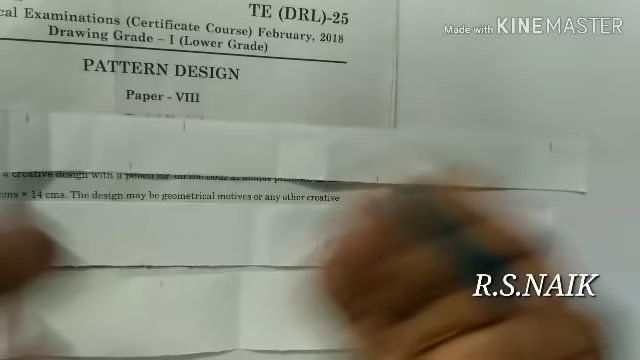 TE (DRL)-25
Made with KINEMASTER
cal Examinations (Certificate Course) February, 2018
Drawing Grade – I (Lower Grade)
PATTERN DESIGN
Paper - VIII
a creative design with a pencil for
cms × 14 cms. The design may be geometrical motives or any other creative
R.S.NAIK